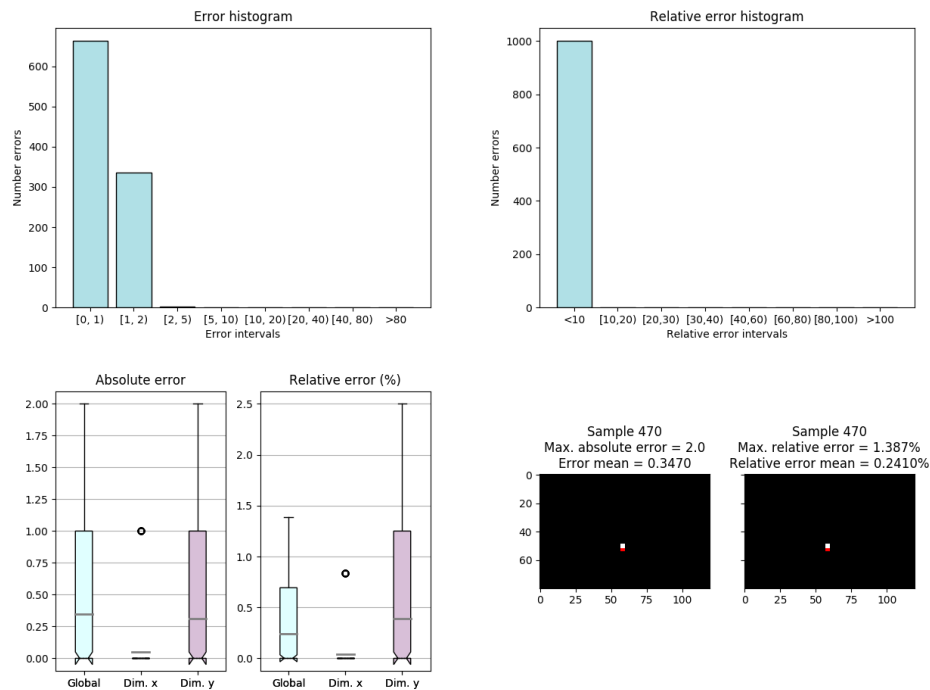 Error histogram
Number errors
600
500
400
300
200
100
0
[0, 1) [1, 2) [2, 5) [5, 10) [10, 20) [20, 40) [40, 80) >80
Error intervals
Relative error histogram
Number errors
1000
800
600
400
200
0
<10 [10,20) [20,30) [30,40) [40,60) [60,80) [80,100) >100
Relative error intervals
Absolute error
2.00
1.75
1.50
1.25
1.00
0.75
0.50
0.25
0.00
Global Dim. x Dim. y
Relative error (%)
2.5
2.0
1.5
1.0
0.5
0.0
Global Dim. x Dim. y
Sample 470
Max. absolute error = 2.0
Error mean = 0.3470
0
20
40
60
0 50 100
Sample 470
Max. relative error = 1.387%
Relative error mean = 0.2410%
0 50 100